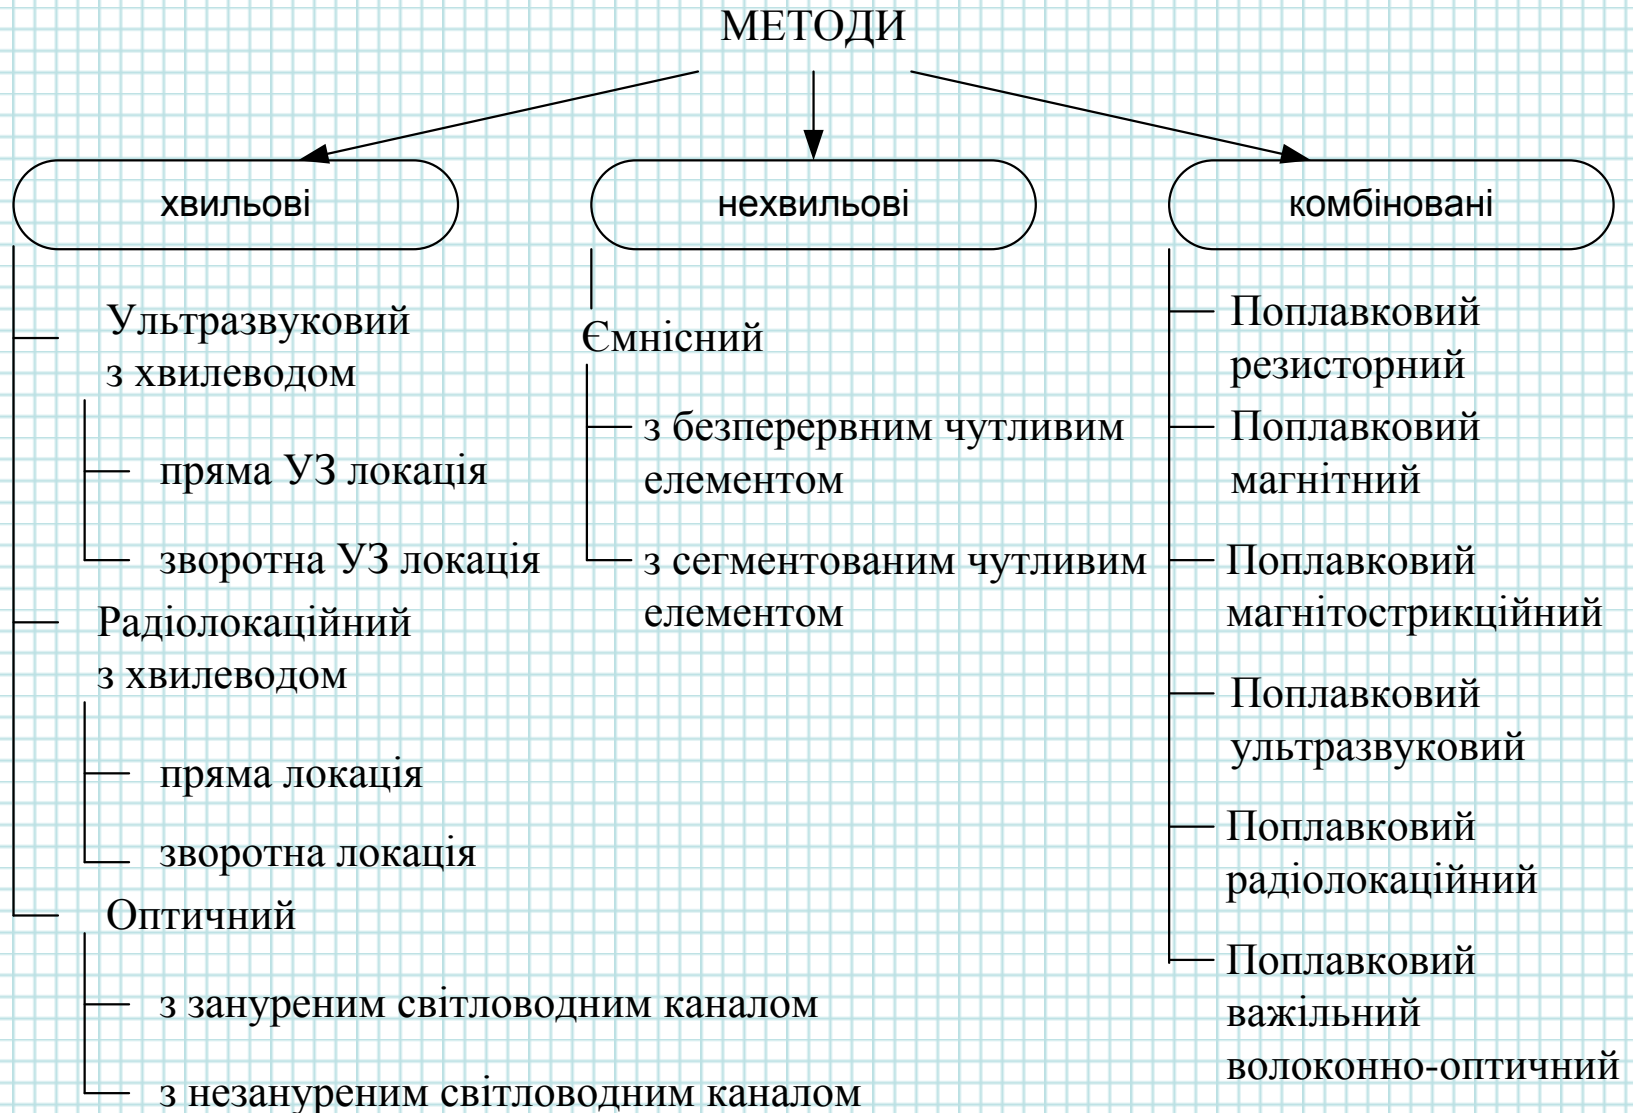 МЕТОДИ
хвильові
Ультразвуковий
з хвилеводом
пряма УЗ локація
зворотна УЗ локація
Радіолокаційний
з хвилеводом
пряма локація
зворотна локація
Оптичний
з зануреним світловодним каналом
з незануреним світловодним каналом
нехвильові
Ємнісний
з безперервним чутливим
елементом
з сегментованим чутливим
елементом
комбіновані
Поплавковий
резисторний
Поплавковий
магнітний
Поплавковий
магнітострикційний
Поплавковий
ультразвуковий
Поплавковий
радіолокаційний
Поплавковий
важільний
волоконно-оптичний